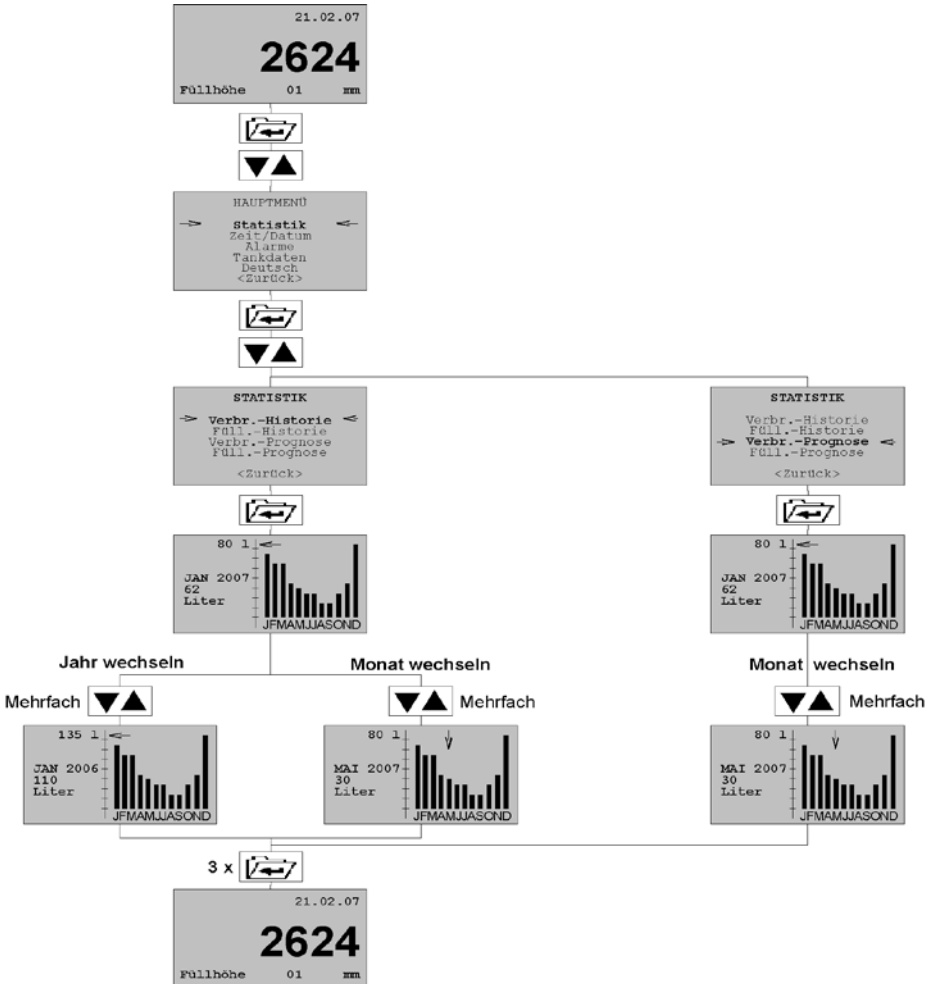 21.02.07
2624
Füllhöhe 01 mm
HAUPTMENÜ
Statistik
Zeit/Datum
Alarme
Tankdaten
Deutsch
<Zurück>
STATISTIK
Verbr.-Historie
Füll.-Historie
Verbr.-Prognose
Füll.-Prognose
<Zurück>
STATISTIK
Verbr.-Historie
Füll.-Historie
Verbr.-Prognose
Füll.-Prognose
<Zurück>
80 l
JAN 2007
62
Liter
JFMAMJJASOND
80 l
JAN 2007
62
Liter
JFMAMJJASOND
Jahr wechseln
Monat wechseln
Monat wechseln
Mehrfach
Mehrfach
Mehrfach
135 l
JAN 2006
110
Liter
JFMAMJJASOND
80 l
MAI 2007
30
Liter
JFMAMJJASOND
80 l
MAI 2007
30
Liter
JFMAMJJASOND
3 x
21.02.07
2624
Füllhöhe 01 mm